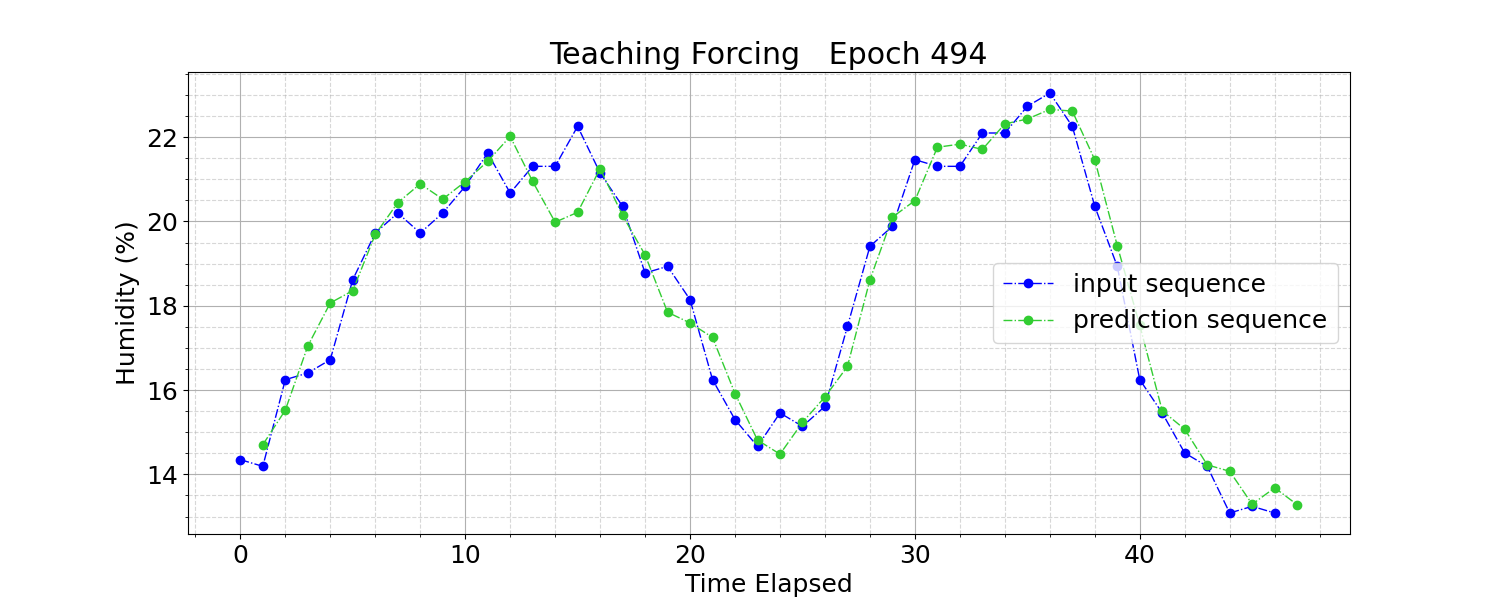 Teaching Forcing   Epoch 494
Humidity (%)
22
20
18
16
14
input sequence
prediction sequence
0 10 20 30 40
Time Elapsed